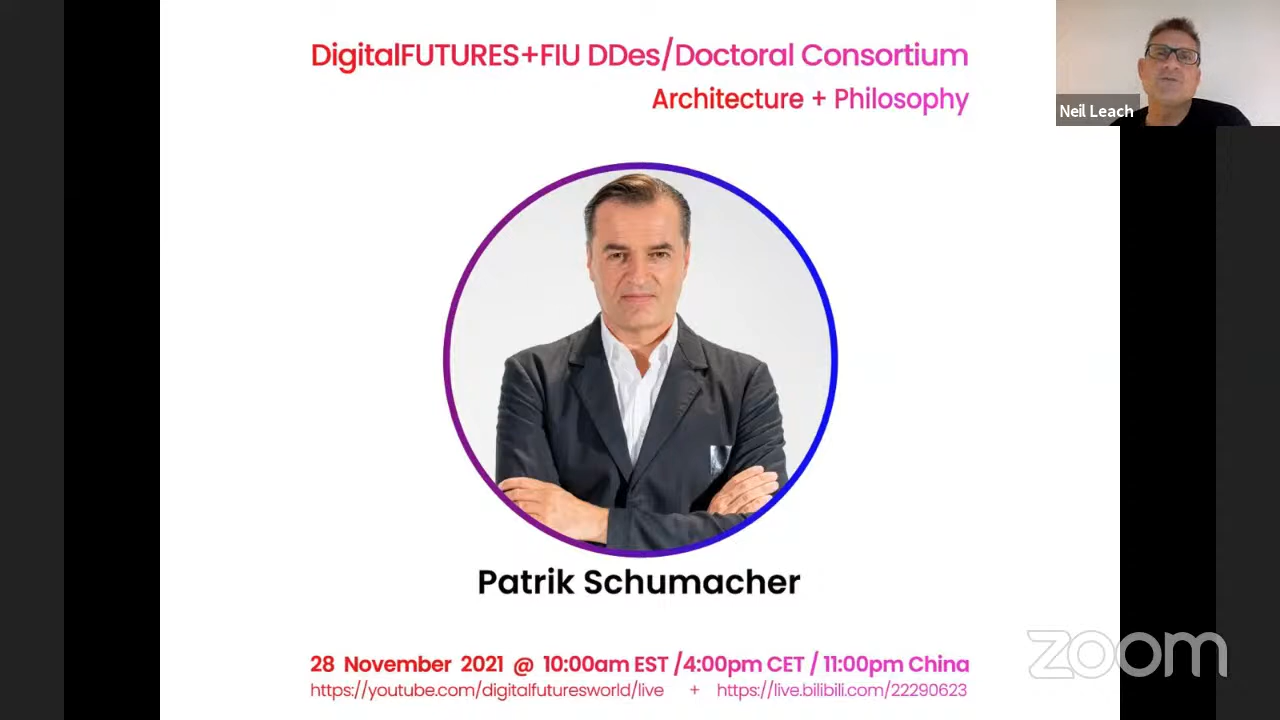 DigitalFUTURES+FIU DDes/Doctoral Consortium
Architecture + Philosophy
Neil Leach
Patrik Schumacher
28 November 2021 @ 10:00am EST /4:00pm CET / 11:00pm China
https://youtube.com/digitalfuturesworld/live + https://live.bilibili.com/22290623
zoom